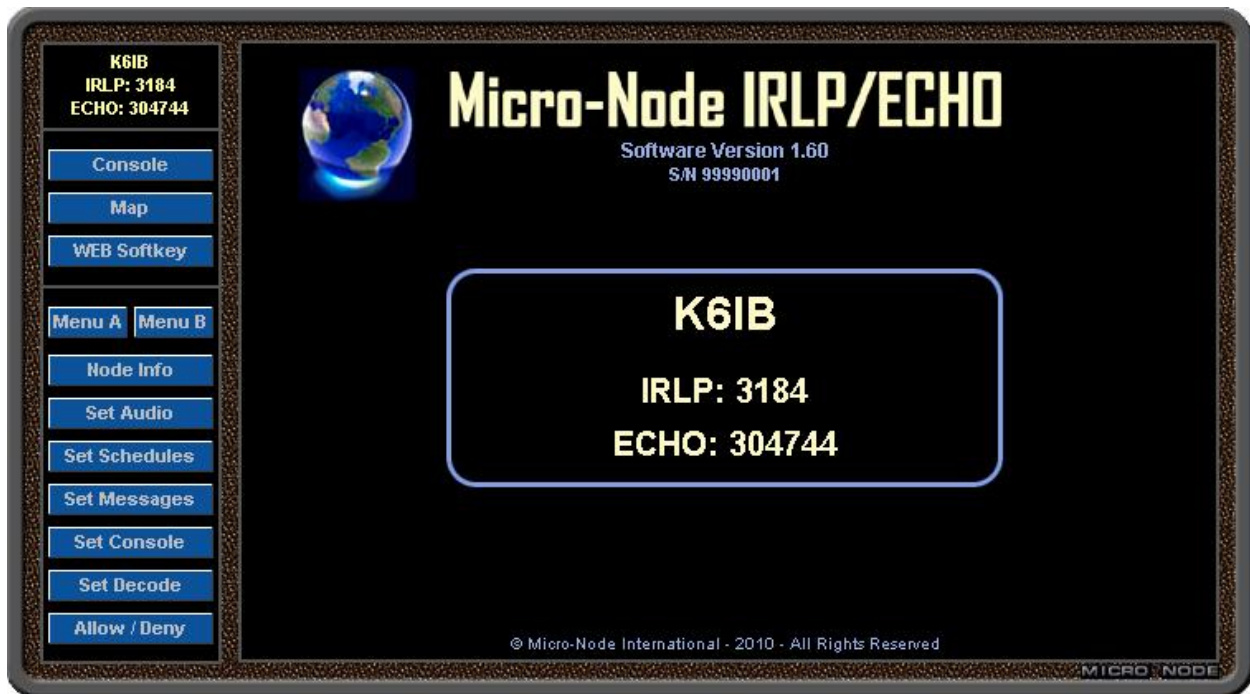 K6IB
IRLP: 3184
ECHO: 304744
Console
Map
WEB Softkey
Menu A Menu B
Node Info
Set Audio
Set Schedules
Set Messages
Set Console
Set Decode
Allow / Deny
Micro-Node IRLP/ECHO
Software Version 1.60
S/N 99990001
K6IB
IRLP: 3184
ECHO: 304744
© Micro-Node International - 2010 - All Rights Reserved
MICRO NODE